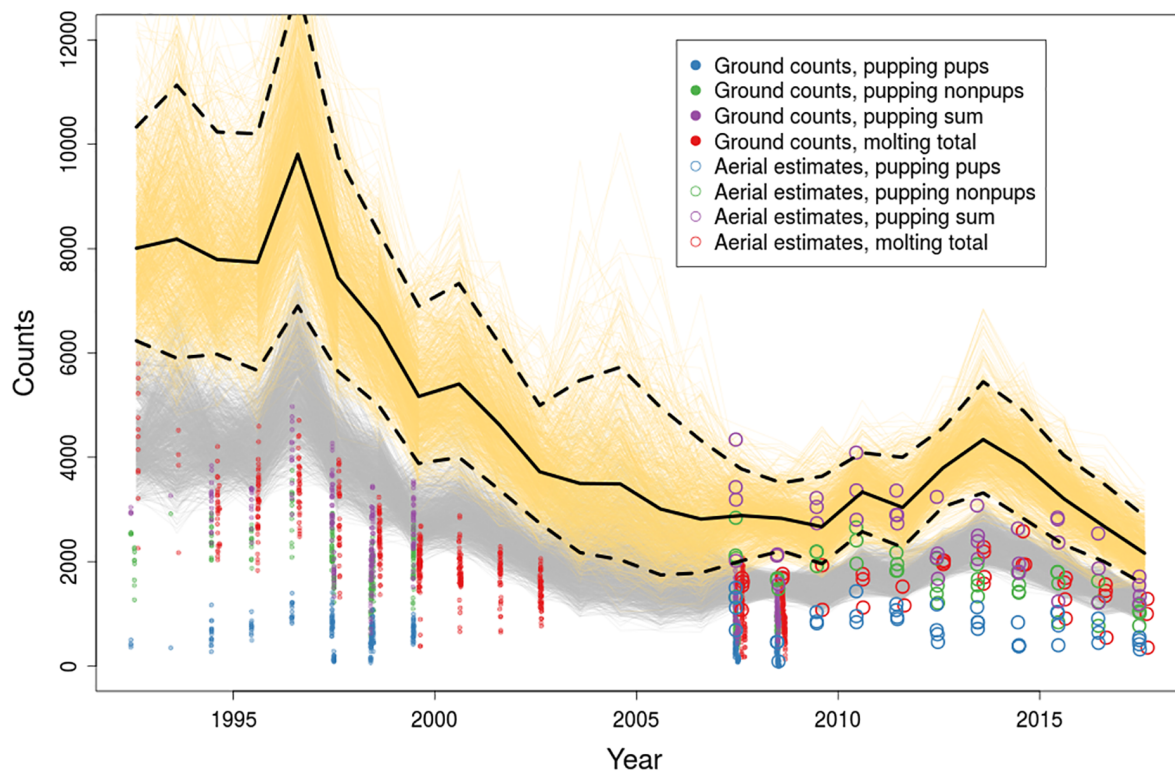 12000
10000
8000
6000
4000
2000
0
Counts
Ground counts, pupping pups
Ground counts, pupping nonpups
Ground counts, pupping sum
Ground counts, molting total
Aerial estimates, pupping pups
Aerial estimates, pupping nonpups
Aerial estimates, pupping sum
Aerial estimates, molting total
1995 2000 2005 2010 2015
Year